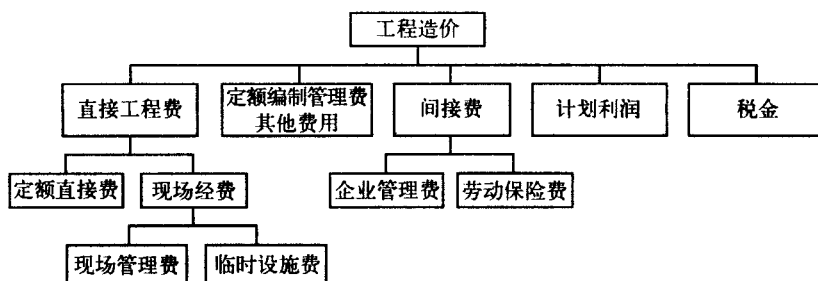 工程造价
直接工程费
定额编制管理费
其他费用
间接费
计划利润
税金
定额直接费
现场经费
企业管理费
劳动保险费
现场管理费
临时设施费